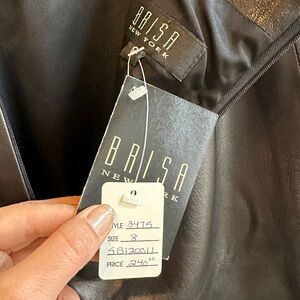 BRISA
NEW YORK
BRISA
NEW YORK
STYLE 3475
SIZE 8
SB120011
PRICE 240.00